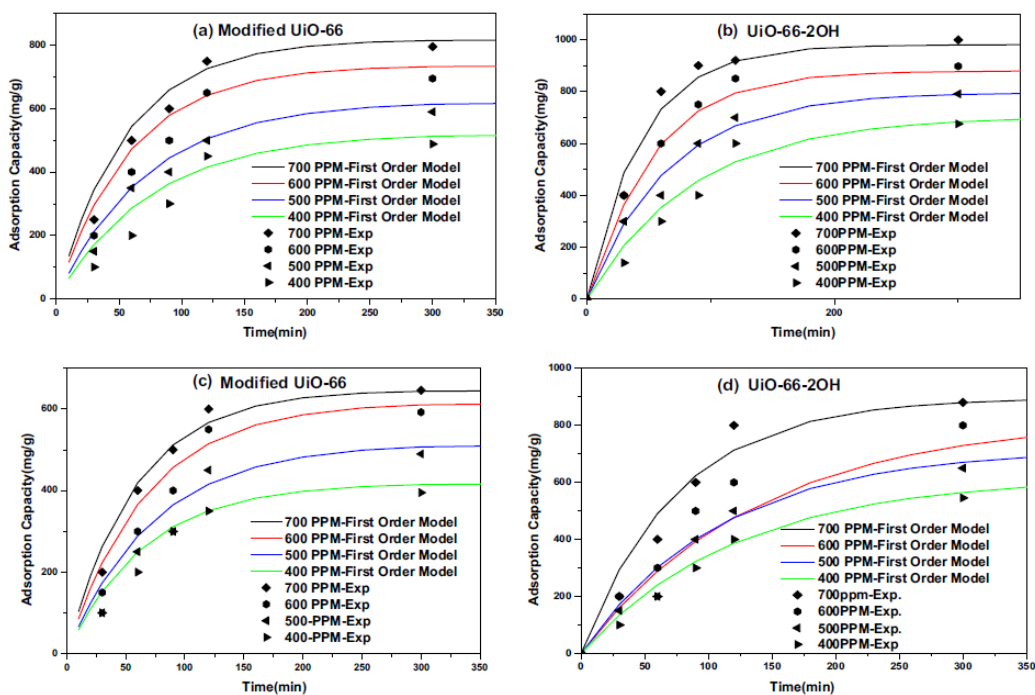 (a) Modified UiO-66
Adsorption Capacity(mg/g)
800
600
400
200
0
700 PPM-First Order Model
600 PPM-First Order Model
500 PPM-First Order Model
400 PPM-First Order Model
700 PPM-Exp
600 PPM-Exp
500 PPM-Exp
400 PPM-Exp
0 50 100 150 200 250 300 350
Time(min)
(b) UiO-66-2OH
Adsorption Capacity(mg/g)
1000
800
600
400
200
0
700 PPM-First Order Model
600 PPM-First Order Model
500 PPM-First Order Model
400 PPM-First Order Model
700PPM-Exp
600PPM-Exp
500PPM-Exp
400PPM-Exp
0 200
Time(min)
(c) Modified UiO-66
Adsorption Capacity(mg/g)
600
400
200
0
700 PPM-First Order Model
600 PPM-First Order Model
500 PPM-First Order Model
400 PPM-First Order Model
700 PPM-Exp
600 PPM-Exp
500-PPM-Exp
400-PPM-Exp
0 50 100 150 200 250 300 350
Time(min)
(d) UiO-66-2OH
Adsorption Capacity(mg/g)
1000
800
600
400
200
0
700 PPM-First Order Model
600 PPM-First Order Model
500 PPM-First Order Model
400 PPM-First Order Model
700ppm-Exp.
600PPM-Exp.
500PPM-Exp.
400PPM-Exp.
0 50 100 150 200 250 300 350
Time(min)